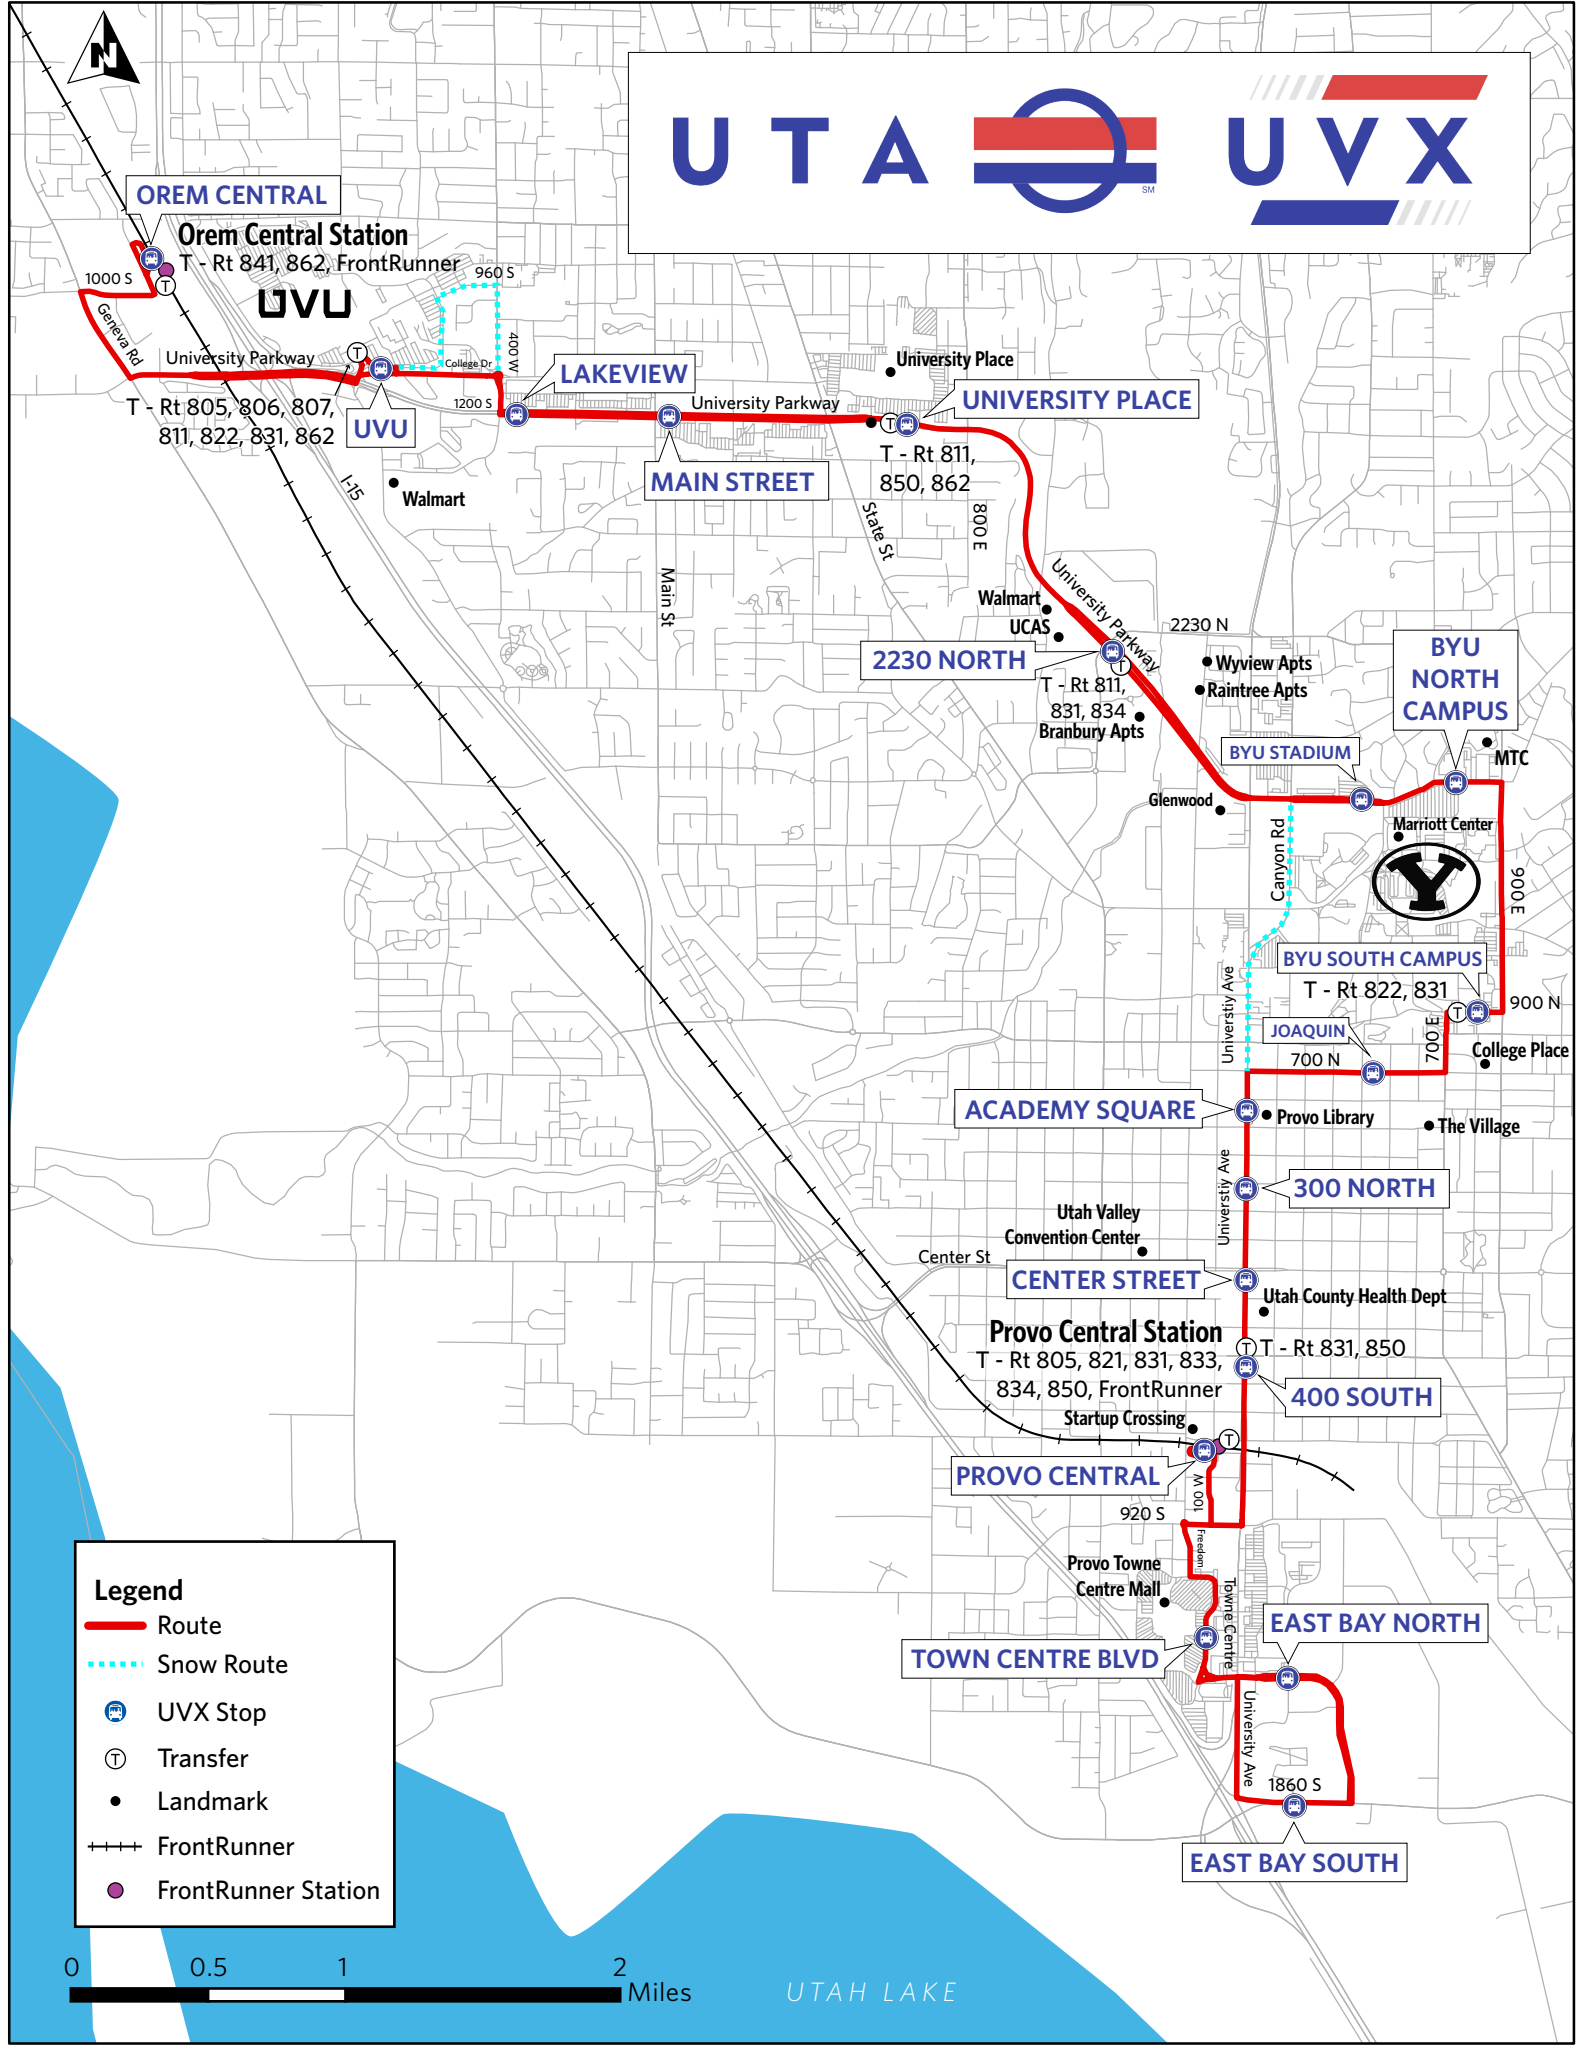 N
UTA
SM
UVX
OREM CENTRAL
Orem Central Station
T - Rt 841, 862, FrontRunner
1000 S
UVU
960 S
Geneva Rd
University Parkway
T
T
College Dr
400 W
1200 S
T - Rt 805, 806, 807,
811, 822, 831, 862
UVU
LAKEVIEW
University Parkway
MAIN STREET
University Place
UNIVERSITY PLACE
T
T - Rt 811,
850, 862
I-15
Walmart
State St
800 E
Main St
University Parkway
Walmart
UCAS
2230 N
2230 NORTH
T
T - Rt 811,
831, 834
Branbury Apts
Wyview Apts
Raintree Apts
BYU
NORTH
CAMPUS
MTC
BYU STADIUM
Glenwood
Marriott Center
Canyon Rd
Y
900 E
BYU SOUTH CAMPUS
T - Rt 822, 831
T
900 N
Universtiy Ave
JOAQUIN
700 E
700 N
College Place
ACADEMY SQUARE
Provo Library
The Village
Universtiy Ave
300 NORTH
Utah Valley
Convention Center
Center St
CENTER STREET
Utah County Health Dept
Provo Central Station
T - Rt 805, 821, 831, 833,
834, 850, FrontRunner
T
T - Rt 831, 850
400 SOUTH
Startup Crossing
T
PROVO CENTRAL
100 W
920 S
Freedom
Provo Towne
Centre Mall
Towne Centre
EAST BAY NORTH
TOWN CENTRE BLVD
University Ave
1860 S
EAST BAY SOUTH
Legend
Route
Snow Route
UVX Stop
T
Transfer
Landmark
FrontRunner
FrontRunner Station
0 0.5 1 2
Miles
UTAH LAKE